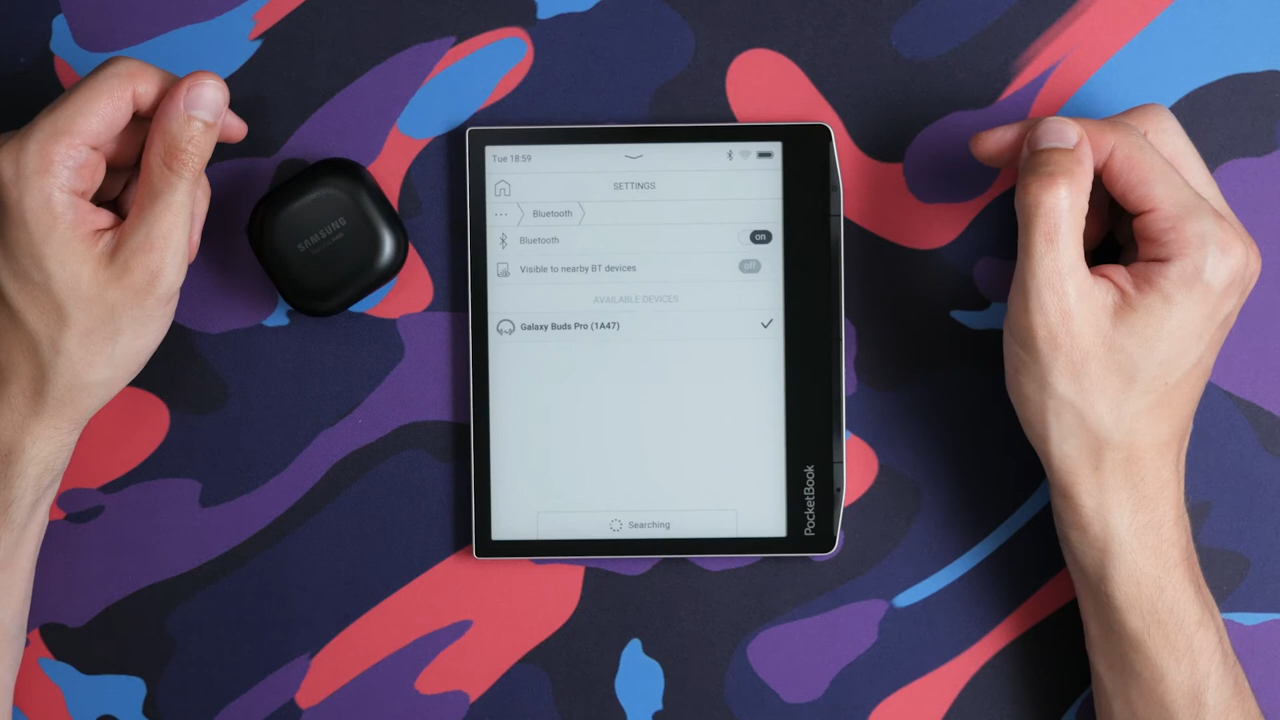 SAMSUNG
Tue 18:59
SETTINGS
... Bluetooth
Bluetooth on
Visible to nearby BT devices off
AVAILABLE DEVICES
Galaxy Buds Pro (1A47)
Searching
PocketBook